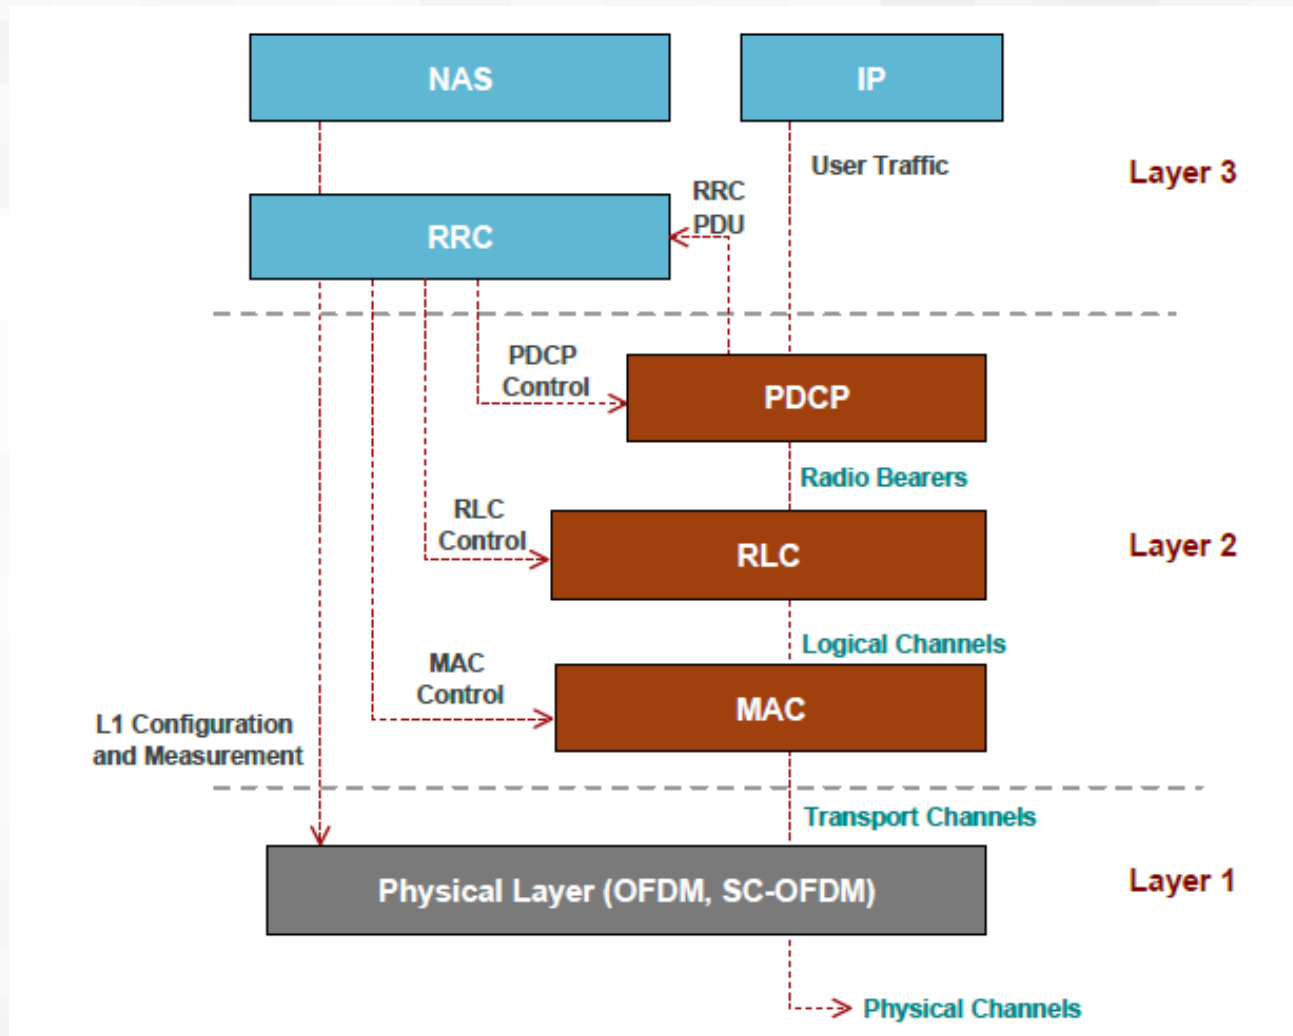 NAS
IP
User Traffic
Layer 3
RRC
PDU
RRC
PDCP
Control
PDCP
Radio Bearers
RLC
Control
RLC
Layer 2
Logical Channels
MAC
Control
MAC
L1 Configuration
and Measurement
Transport Channels
Physical Layer (OFDM, SC-OFDM)
Layer 1
Physical Channels